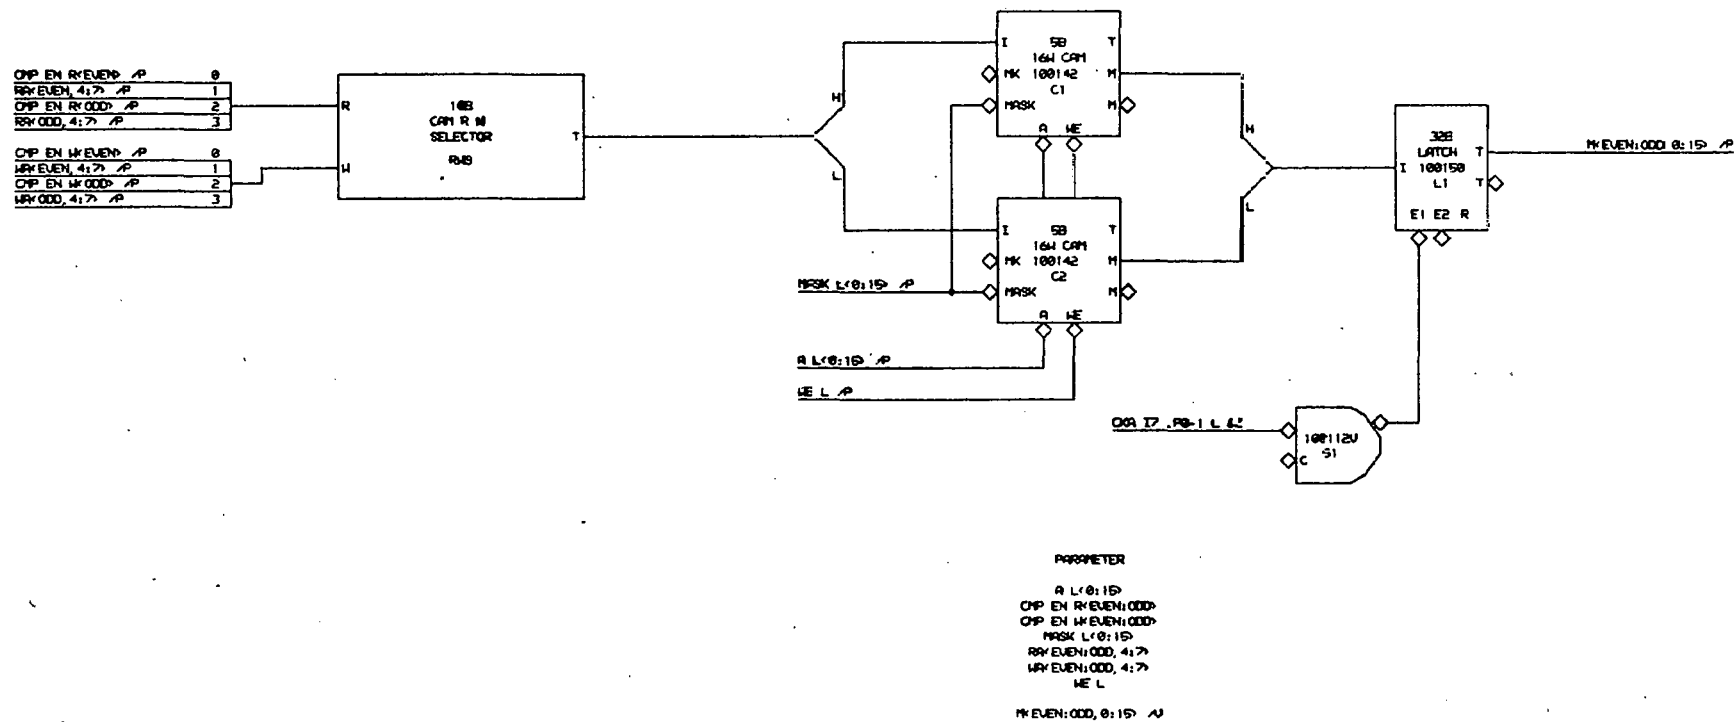 CMP EN R<EVEN> /P 0
RA<EVEN, 4:7> /P 1
CMP EN R<ODD> /P 2
RA<ODD, 4:7> /P 3
CMP EN W<EVEN> /P 0
WA<EVEN, 4:7> /P 1
CMP EN W<ODD> /P 2
WA<ODD, 4:7> /P 3
R
W
10B
CAM R W
SELECTOR
T
H
L
I 5B T
16W CAM
MK 100142 M
C1
MASK M
A WE
I 5B T
16W CAM
MK 100142 M
C2
MASK M
A WE
MASK L<0:15> /P
A L<0:15> /P
WE L /P
H
L
32B
LATCH T
I 100150
L1 T
E1 E2 R
M<EVEN:ODD, 0:15> /P
S1
C
PARAMETER
A L<0:15>
CMP EN R<EVEN:ODD>
CMP EN W<EVEN:ODD>
MASK L<0:15>
RA<EVEN:ODD, 4:7>
WA<EVEN:ODD, 4:7>
WE L
M<EVEN:ODD, 0:15>